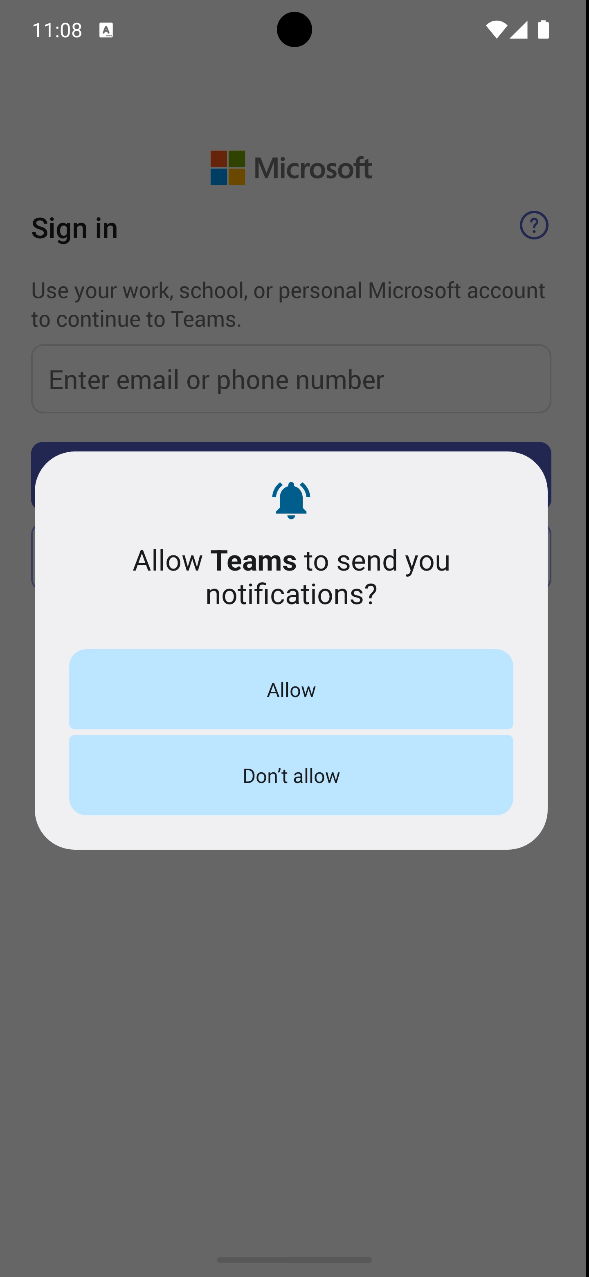 11:08
Microsoft
Sign in
?
Use your work, school, or personal Microsoft account
to continue to Teams.
Enter email or phone number
Allow Teams to send you
notifications?
Allow
Don’t allow